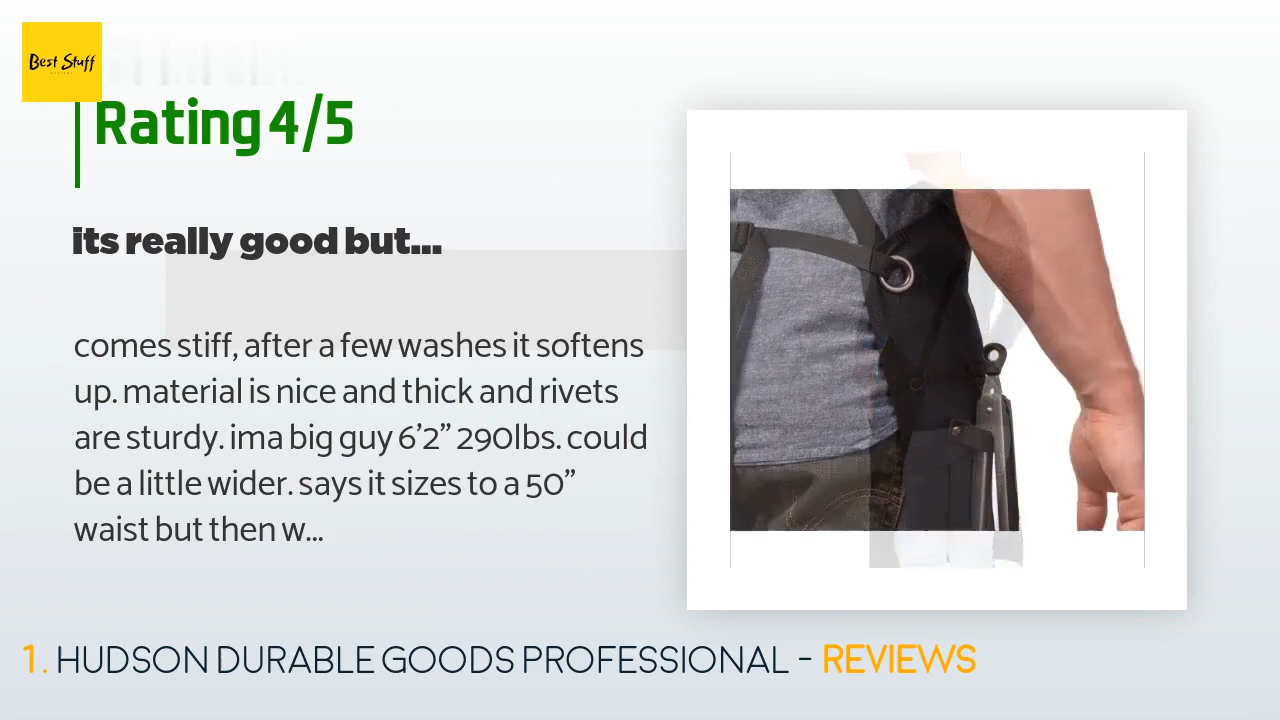 Best Stuff
Rating 4/5
its really good but...
comes stiff, after a few washes it softens
up. material is nice and thick and rivets
are sturdy. ima big guy 6’2” 290lbs. could
be a little wider. says it sizes to a 50”
waist but then w...
1. HUDSON DURABLE GOODS PROFESSIONAL - REVIEWS